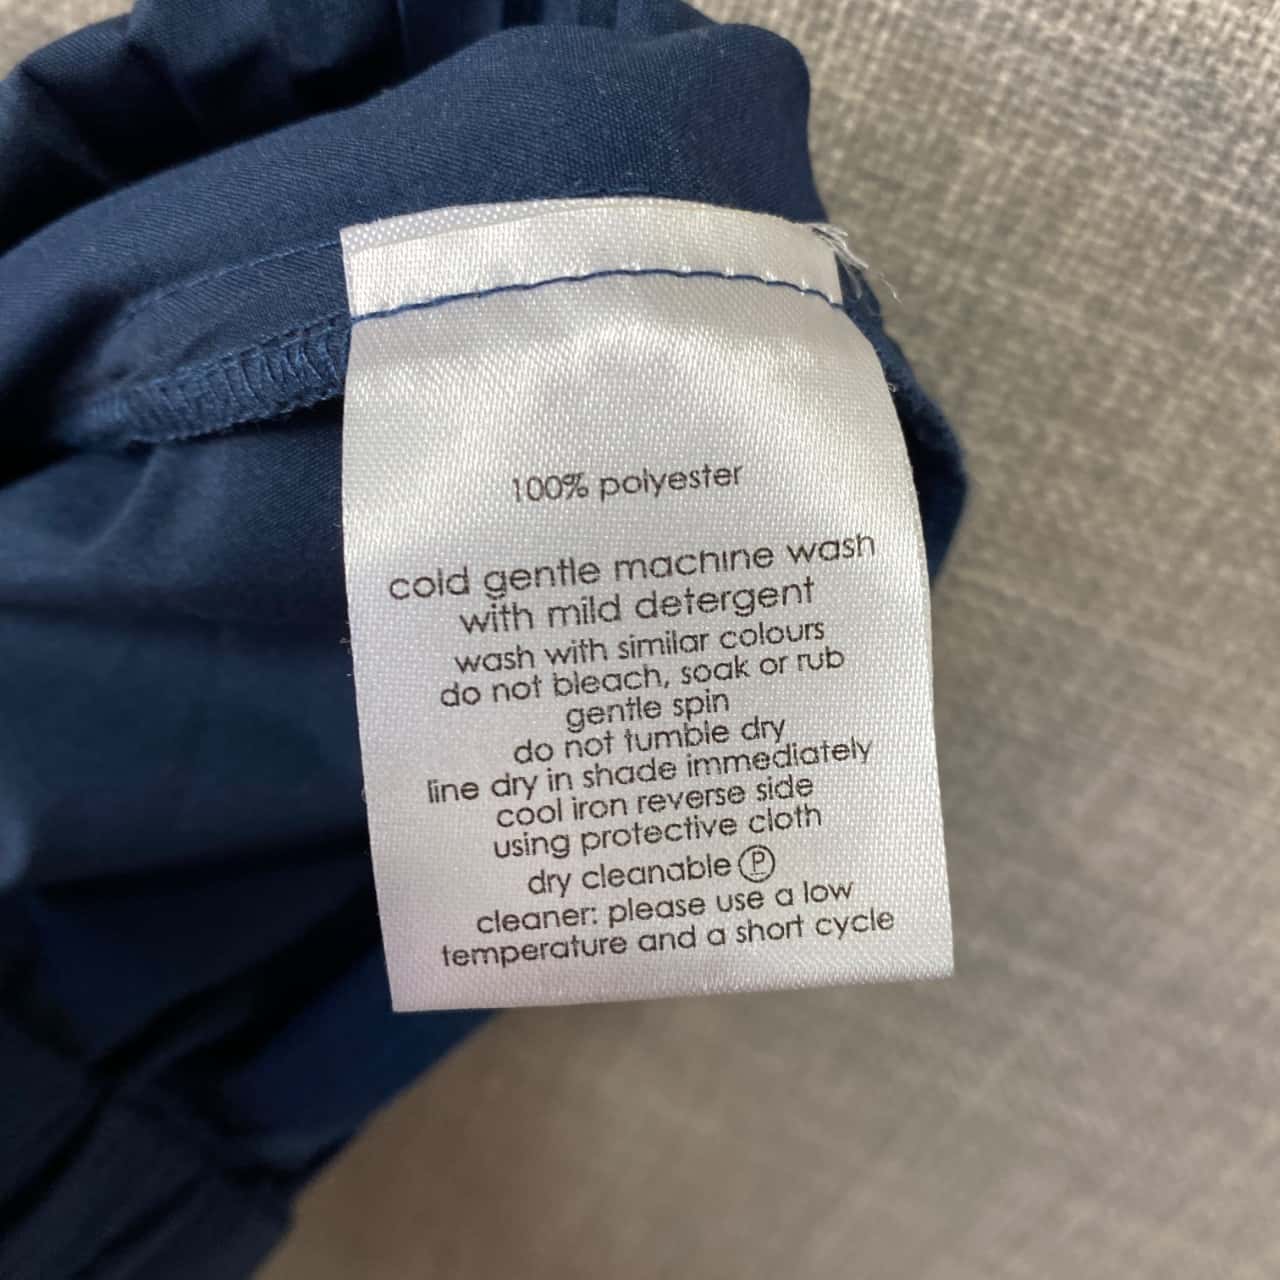 100% polyester
cold gentle machine wash
with mild detergent
wash with similar colours
do not bleach, soak or rub
gentle spin
do not tumble dry
line dry in shade immediately
cool iron reverse side
using protective cloth
dry cleanable Ⓟ
cleaner: please use a low
temperature and a short cycle